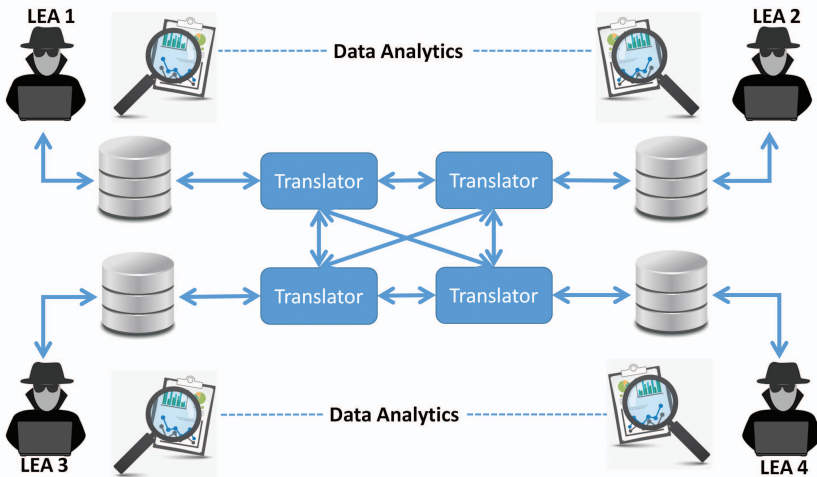 LEA 1
LEA 2
Data Analytics
Translator
Translator
Translator
Translator
Data Analytics
LEA 3
LEA 4